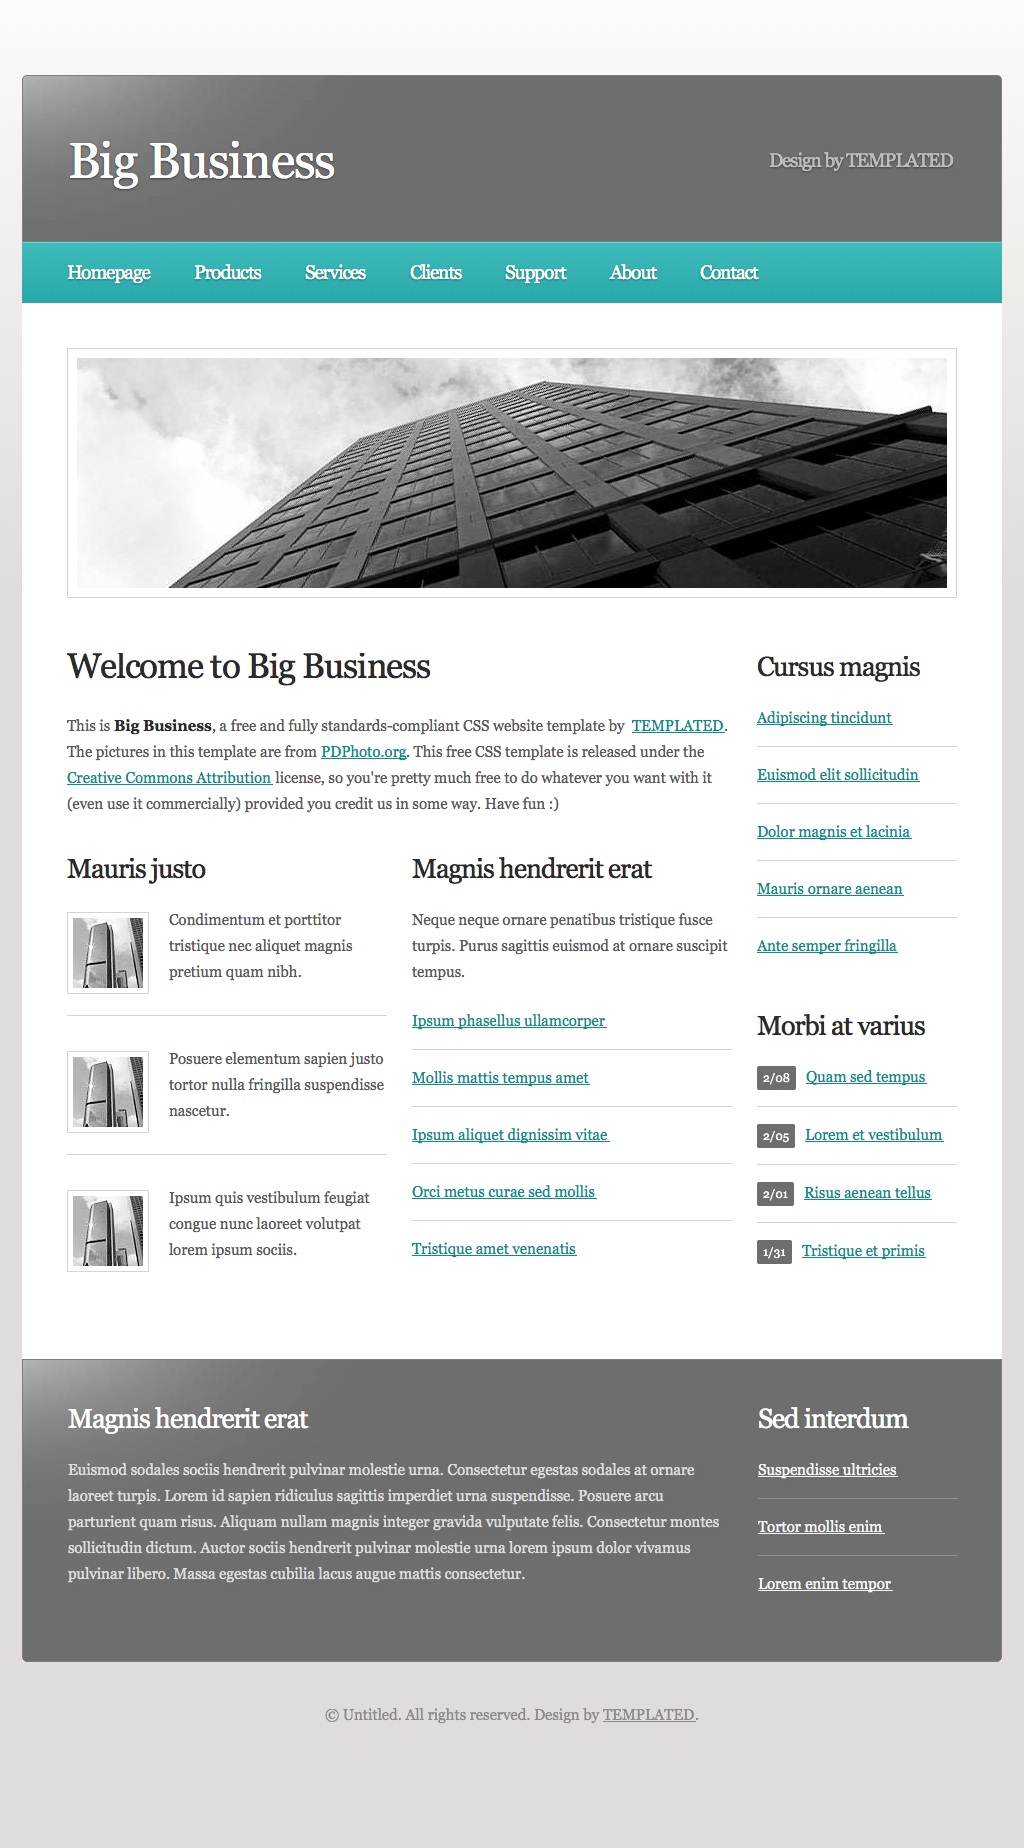 Big Business
Design by TEMPLATED
Homepage Products Services Clients Support About Contact
Welcome to Big Business
This is Big Business, a free and fully standards-compliant CSS website template by TEMPLATED.
The pictures in this template are from PDPhoto.org. This free CSS template is released under the
Creative Commons Attribution license, so you're pretty much free to do whatever you want with it
(even use it commercially) provided you credit us in some way. Have fun :)
Mauris justo
Condimentum et porttitor
tristique nec aliquet magnis
pretium quam nibh.
Posuere elementum sapien justo
tortor nulla fringilla suspendisse
nascetur.
Ipsum quis vestibulum feugiat
congue nunc laoreet volutpat
lorem ipsum sociis.
Magnis hendrerit erat
Neque neque ornare penatibus tristique fusce
turpis. Purus sagittis euismod at ornare suscipit
tempus.
Ipsum phasellus ullamcorper
Mollis mattis tempus amet
Ipsum aliquet dignissim vitae
Orci metus curae sed mollis
Tristique amet venenatis
Cursus magnis
Adipiscing tincidunt
Euismod elit sollicitudin
Dolor magnis et lacinia
Mauris ornare aenean
Ante semper fringilla
Morbi at varius
2/08 Quam sed tempus
2/05 Lorem et vestibulum
2/01 Risus aenean tellus
1/31 Tristique et primis
Magnis hendrerit erat
Euismod sodales sociis hendrerit pulvinar molestie urna. Consectetur egestas sodales at ornare
laoreet turpis. Lorem id sapien ridiculus sagittis imperdiet urna suspendisse. Posuere arcu
parturient quam risus. Aliquam nullam magnis integer gravida vulputate felis. Consectetur montes
sollicitudin dictum. Auctor sociis hendrerit pulvinar molestie urna lorem ipsum dolor vivamus
pulvinar libero. Massa egestas cubilia lacus augue mattis consectetur.
Sed interdum
Suspendisse ultricies
Tortor mollis enim
Lorem enim tempor
© Untitled. All rights reserved. Design by TEMPLATED.